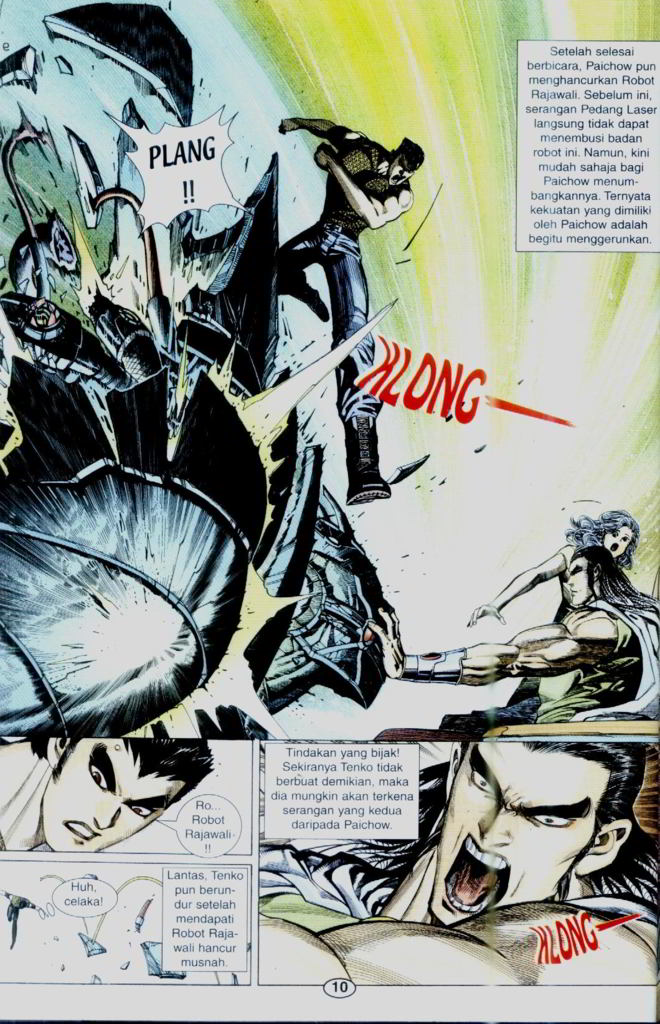 Setelah selesai
berbicara, Paichow pun
menghancurkan Robot
Rajawali. Sebelum ini,
serangan Pedang Laser
langsung tidak dapat
menembusi badan
robot ini. Namun, kini
mudah sahaja bagi
Paichow menum-
bangkannya. Ternyata
kekuatan yang dimiliki
oleh Paichow adalah
begitu menggerunkan.
PLANG
!!
KLONG
Ro...
Robot
Rajawali
!!
Huh,
celaka!
Lantas, Tenko
pun berun-
dur setelah
mendapati
Robot Raja-
wali hancur
musnah.
Tindakan yang bijak!
Sekiranya Tenko tidak
berbuat demikian, maka
dia mungkin akan terkena
serangan yang kedua
daripada Paichow.
KLONG
10